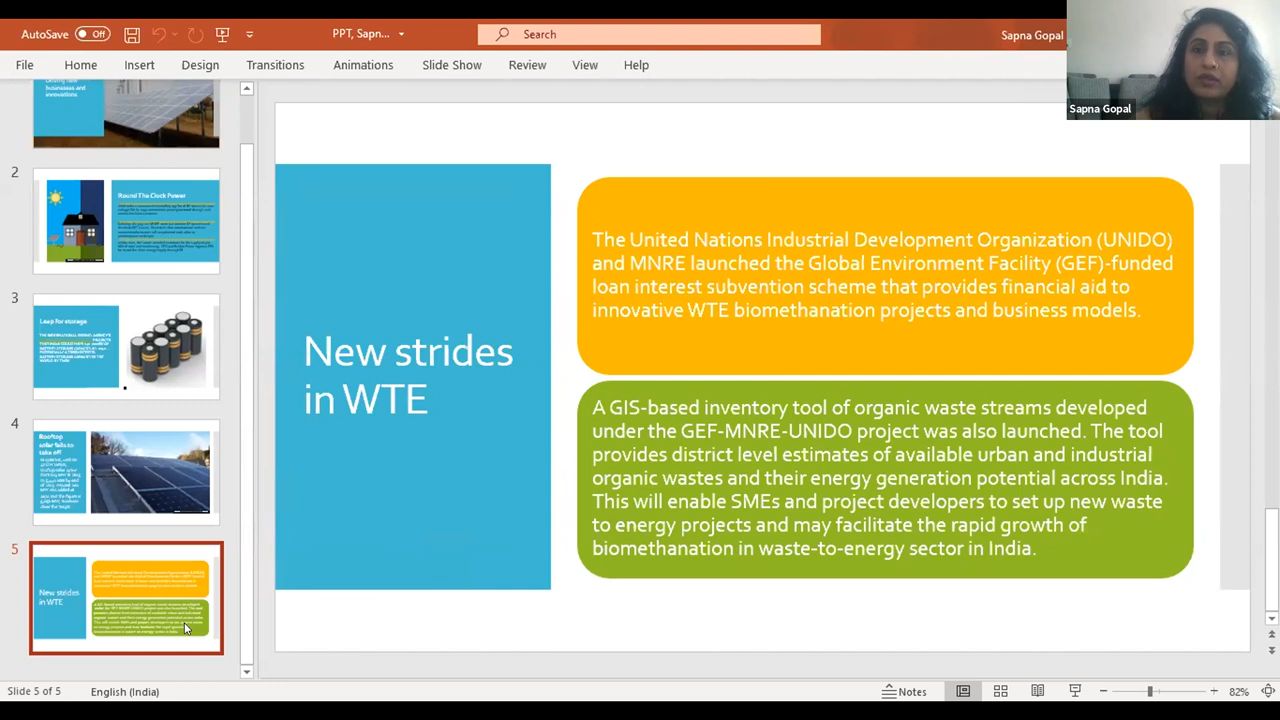 AutoSave
Off
PPT, Sapn...
Search
Sapna Gopal
Sapna Gopal
File
Home
Insert
Design
Transitions
Animations
Slide Show
Review
View
Help
businesses and
innovations
2
Round The Clock Power
3
Leap for storage
4
Rooftop
solar fails to
take off
5
New strides
in WTE
New strides
in WTE
The United Nations Industrial Development Organization (UNIDO)
and MNRE launched the Global Environment Facility (GEF)-funded
loan interest subvention scheme that provides financial aid to
innovative WTE biomethanation projects and business models.
A GIS-based inventory tool of organic waste streams developed
under the GEF-MNRE-UNIDO project was also launched. The tool
provides district level estimates of available urban and industrial
organic wastes and their energy generation potential across India.
This will enable SMEs and project developers to set up new waste
to energy projects and may facilitate the rapid growth of
biomethanation in waste-to-energy sector in India.
Slide 5 of 5
English (India)
Notes
82%